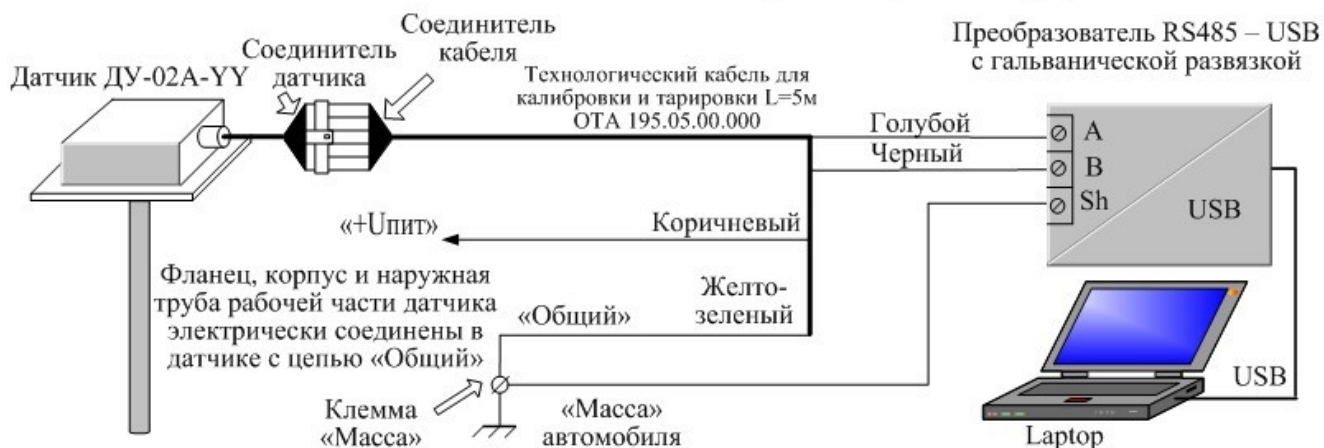 Датчик ДУ-02А-YY
Соединитель
датчика
Соединитель
кабеля
Технологический кабель для
калибровки и тарировки L=5м
ОТА 195.05.00.000
Преобразователь RS485 – USB
с гальванической развязкой
Голубой
Черный
A
B
Sh
USB
«+Uпит»
Коричневый
Фланец, корпус и наружная
труба рабочей части датчика
электрически соединены в
датчике с цепью «Общий»
«Общий»
Желто-
зеленый
Клемма
«Масса»
«Масса»
автомобиля
USB
Laptop